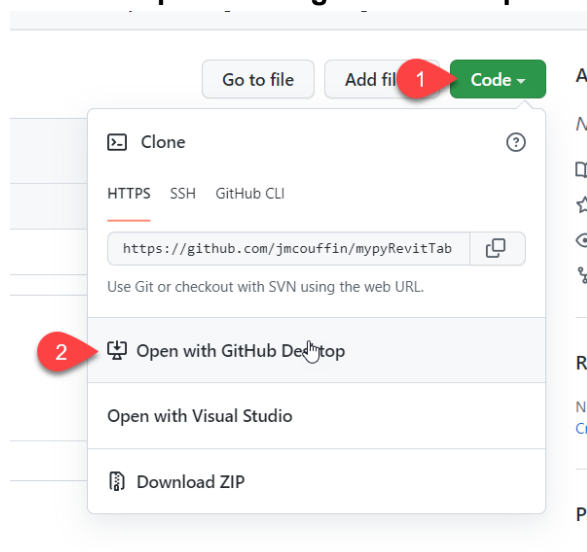 Go to file
Add fil
1
Code
Clone
HTTPS SSH GitHub CLI
https://github.com/jmcouffin/mypyRevitTab
Use Git or checkout with SVN using the web URL.
2
Open with GitHub Desktop
Open with Visual Studio
Download ZIP
A
N
R
N
Cr
P